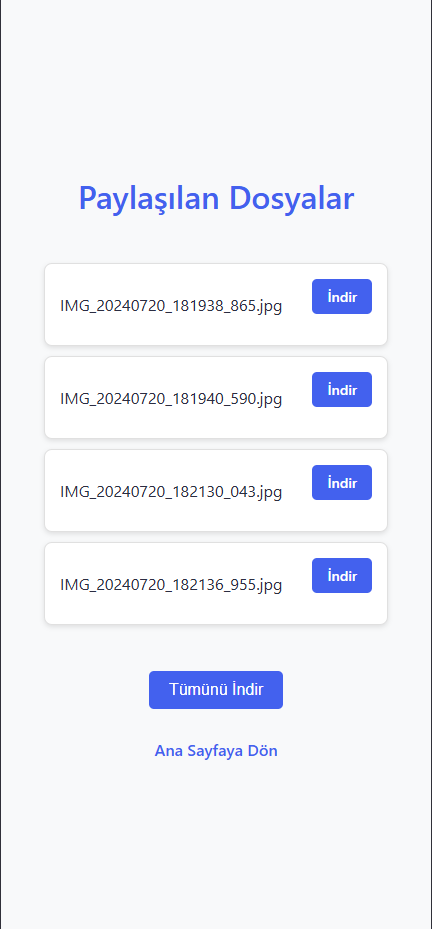 Paylaşılan Dosyalar
IMG_20240720_181938_865.jpg
İndir
IMG_20240720_181940_590.jpg
İndir
IMG_20240720_182130_043.jpg
İndir
IMG_20240720_182136_955.jpg
İndir
Tümünü İndir
Ana Sayfaya Dön